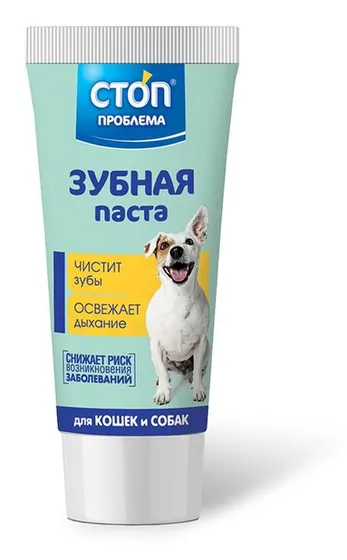 СТОП®
ПРОБЛЕМА
ЗУБНАЯ
паста
ЧИСТИТ
зубы
ОСВЕЖАЕТ
дыхание
СНИЖАЕТ РИСК
ВОЗНИКНОВЕНИЯ
ЗАБОЛЕВАНИЙ
для КОШЕК и СОБАК